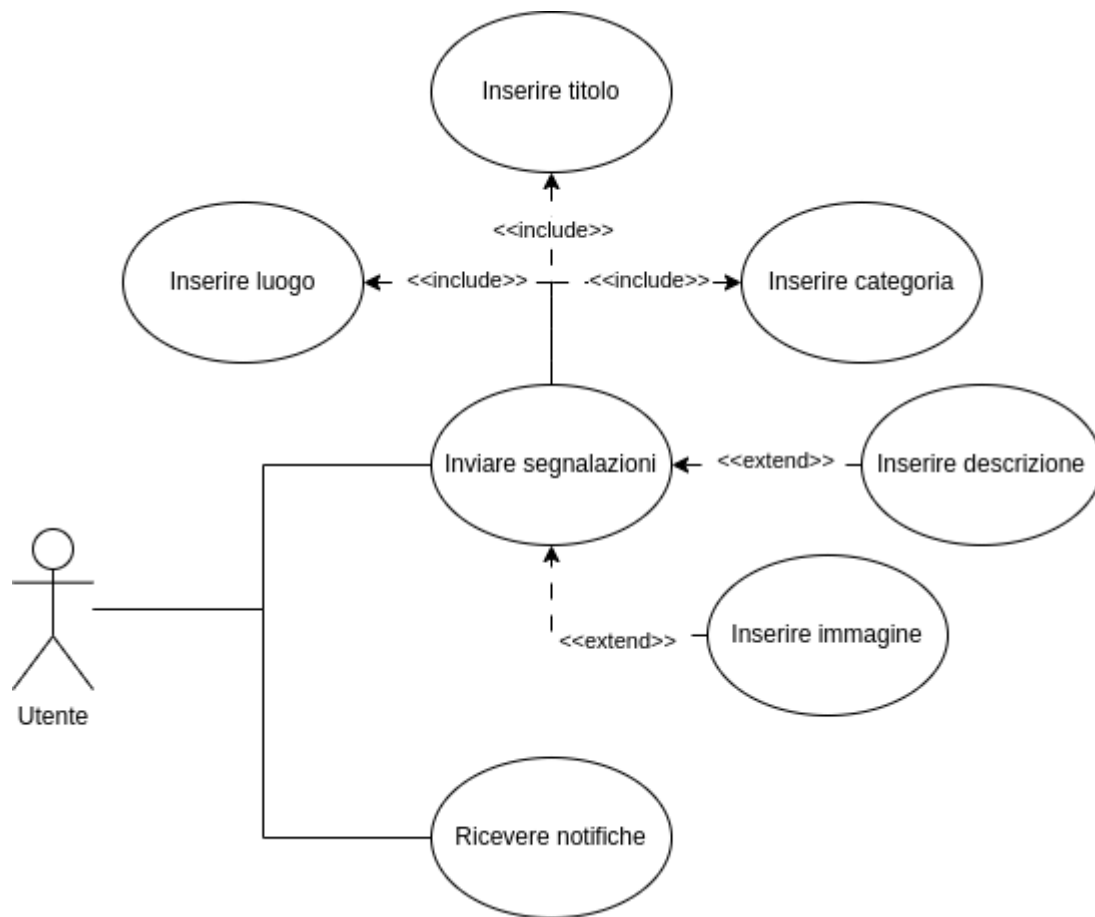 Inserire titolo
<<include>>
Inserire luogo
<<include>>
<<include>>
Inserire categoria
Inviare segnalazioni
<<extend>>
Inserire descrizione
<<extend>>
Inserire immagine
Utente
Ricevere notifiche